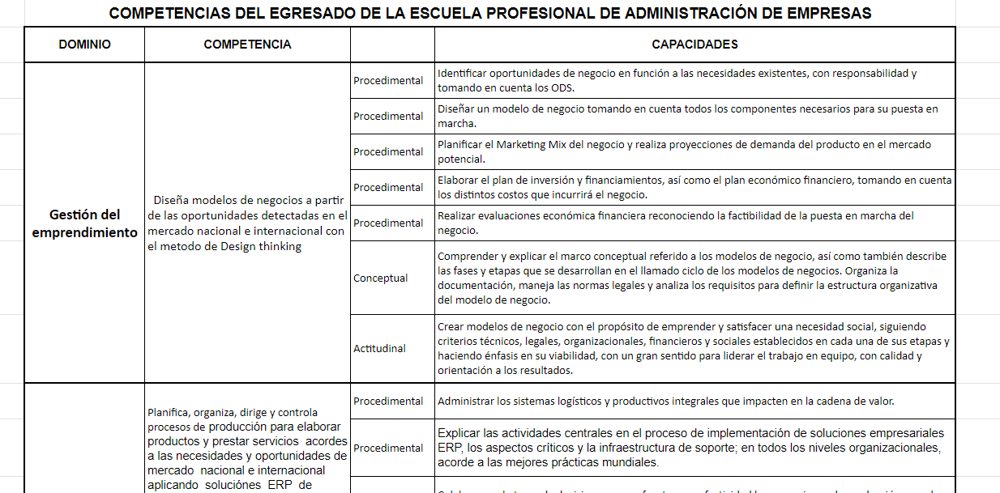 COMPETENCIAS DEL EGRESADO DE LA ESCUELA PROFESIONAL DE ADMINISTRACIÓN DE EMPRESAS
DOMINIO
COMPETENCIA
CAPACIDADES
Gestión del
emprendimiento
Diseña modelos de negocios a partir
de las oportunidades detectadas en el
mercado nacional e internacional con
el metodo de Design thinking
Procedimental
Identificar oportunidades de negocio en función a las necesidades existentes, con responsabilidad y
tomando en cuenta los ODS.
Procedimental
Diseñar un modelo de negocio tomando en cuenta todos los componentes necesarios para su puesta en
marcha.
Procedimental
Planificar el Marketing Mix del negocio y realiza proyecciones de demanda del producto en el mercado
potencial.
Procedimental
Elaborar el plan de inversión y financiamientos, así como el plan económico financiero, tomando en cuenta
los distintos costos que incurrirá el negocio.
Procedimental
Realizar evaluaciones económica financiera reconociendo la factibilidad de la puesta en marcha del
negocio.
Conceptual
Comprender y explicar el marco conceptual referido a los modelos de negocio, así como también describe
las fases y etapas que se desarrollan en el llamado ciclo de los modelos de negocios. Organiza la
documentación, maneja las normas legales y analiza los requisitos para definir la estructura organizativa
del modelo de negocio.
Actitudinal
Crear modelos de negocio con el propósito de emprender y satisfacer una necesidad social, siguiendo
criterios técnicos, legales, organizacionales, financieros y sociales establecidos en cada una de sus etapas y
haciendo énfasis en su viabilidad, con un gran sentido para liderar el trabajo en equipo, con calidad y
orientación a los resultados.
Planifica, organiza, dirige y controla
procesos de producción para elaborar
productos y prestar servicios acordes
a las necesidades y oportunidades de
mercado nacional e internacional
aplicando soluciónes ERP de
Procedimental
Administrar los sistemas logísticos y productivos integrales que impacten en la cadena de valor.
Procedimental
Explicar las actividades centrales en el proceso de implementación de soluciones empresariales
ERP, los aspectos críticos y la infraestructura de soporte; en todos los niveles organizacionales,
acorde a las mejores prácticas mundiales.